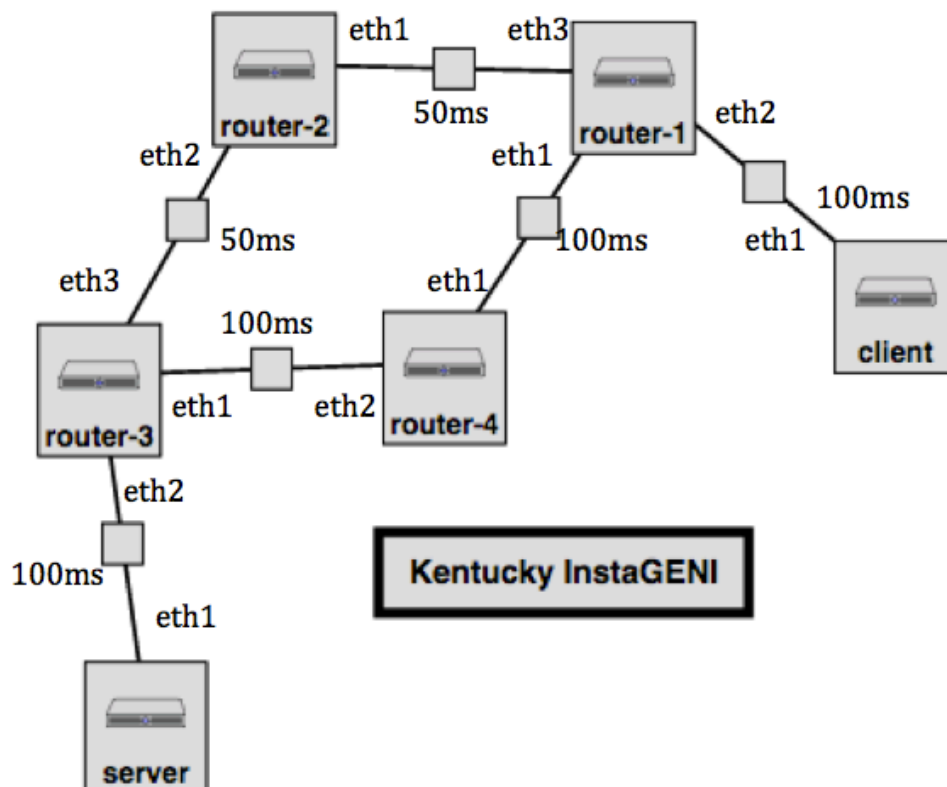 eth1
eth3
router-2
50ms
router-1
eth2
eth2
eth1
100ms
50ms
100ms
eth1
eth3
eth1
100ms
client
router-3
eth1
eth2
router-4
eth2
100ms
Kentucky InstaGENI
eth1
server